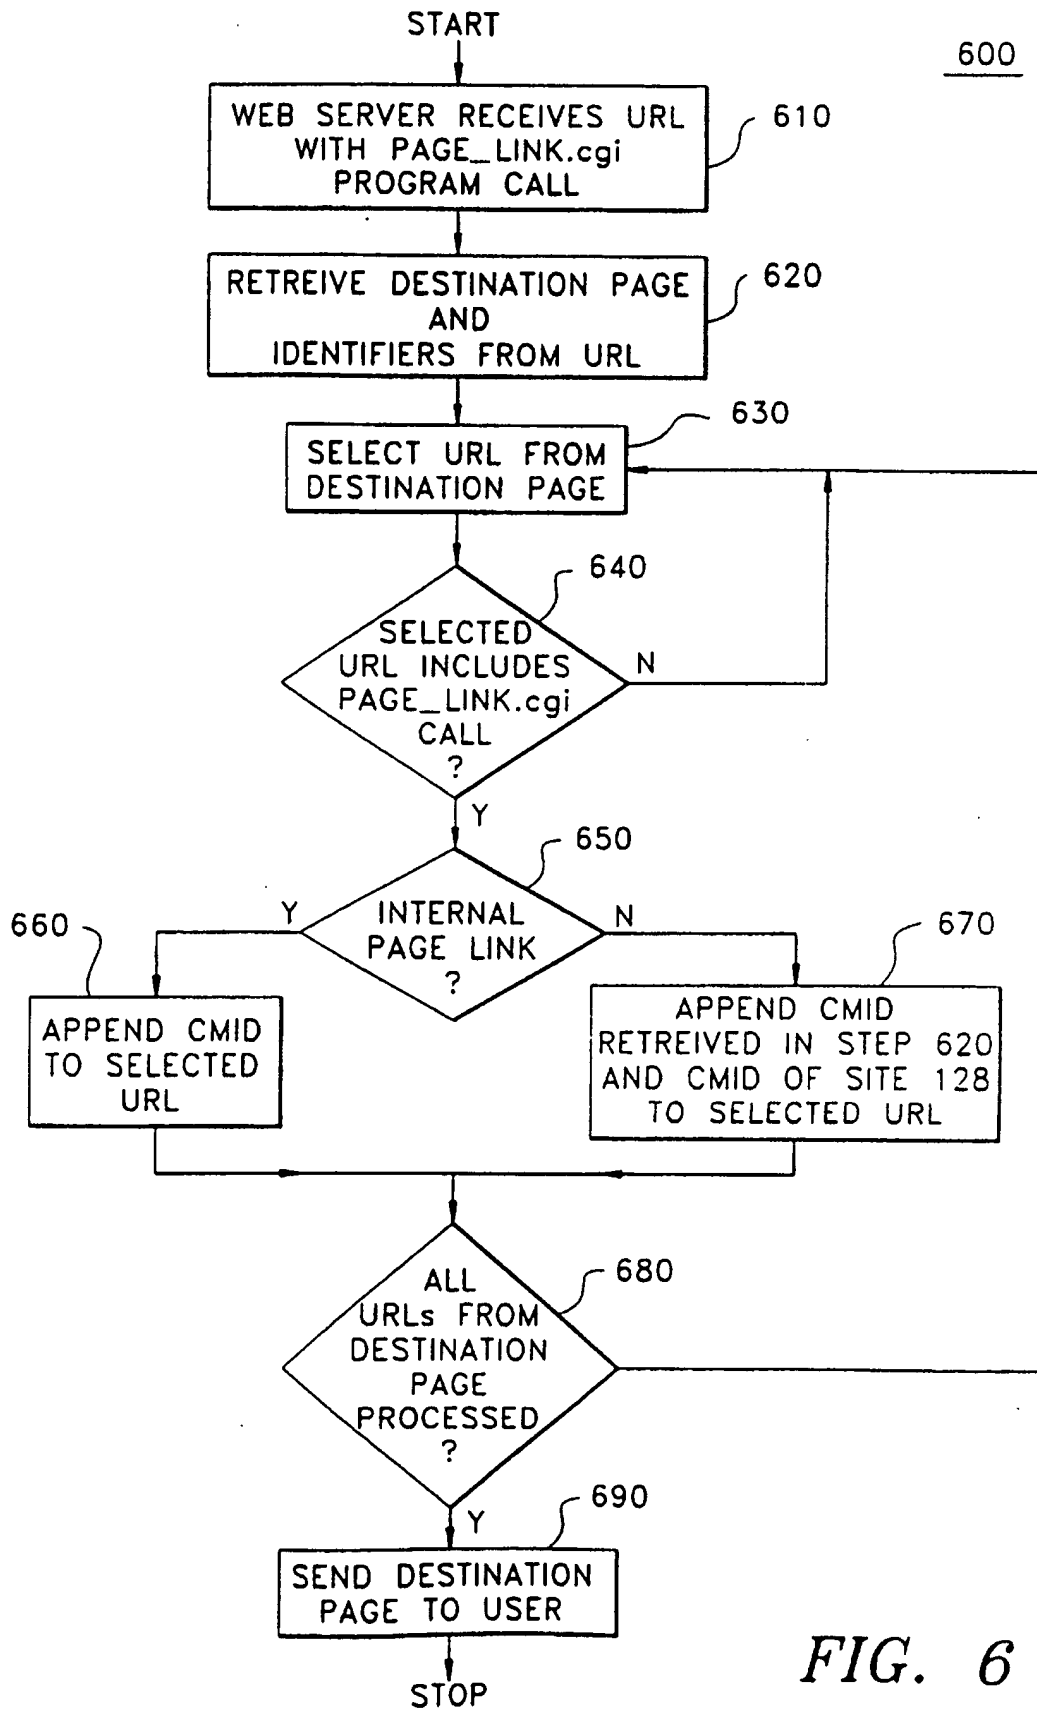 START
600
WEB SERVER RECEIVES URL
WITH PAGE_LINK.cgi
PROGRAM CALL
610
RETREIVE DESTINATION PAGE
AND
IDENTIFIERS FROM URL
620
SELECT URL FROM
DESTINATION PAGE
630
640
SELECTED
URL INCLUDES
PAGE_LINK.cgi
CALL
?
N
Y
650
INTERNAL
PAGE LINK
?
Y
N
660
APPEND CMID
TO SELECTED
URL
670
APPEND CMID
RETREIVED IN STEP 620
AND CMID OF SITE 128
TO SELECTED URL
680
ALL
URLs FROM
DESTINATION
PAGE
PROCESSED
?
Y
690
SEND DESTINATION
PAGE TO USER
STOP
FIG. 6